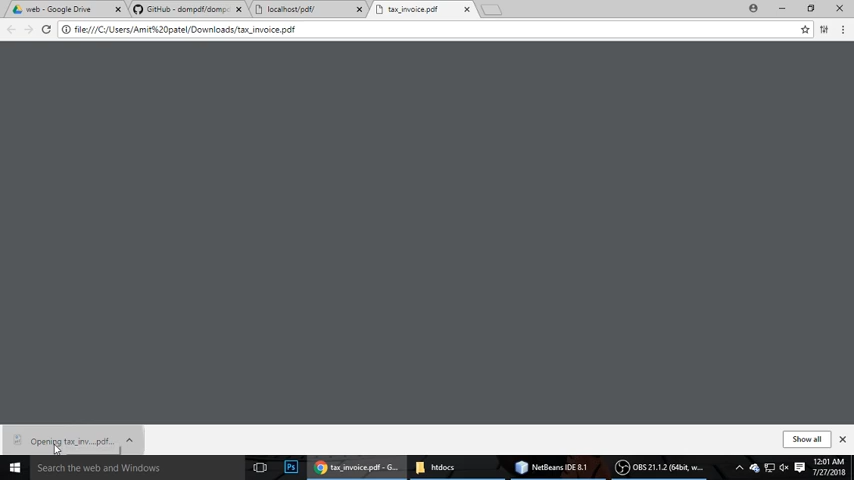 web - Google Drive
GitHub - dompdf/dompd
localhost/pdf/
tax_invoice.pdf
file:///C:/Users/Amit%20patel/Downloads/tax_invoice.pdf
Opening tax_inv....pdf...
Show all
Search the web and Windows
Ps
tax_invoice.pdf - G...
htdocs
NetBeans IDE 8.1
OBS 21.1.2 (64bit, w...
12:01 AM
7/27/2018